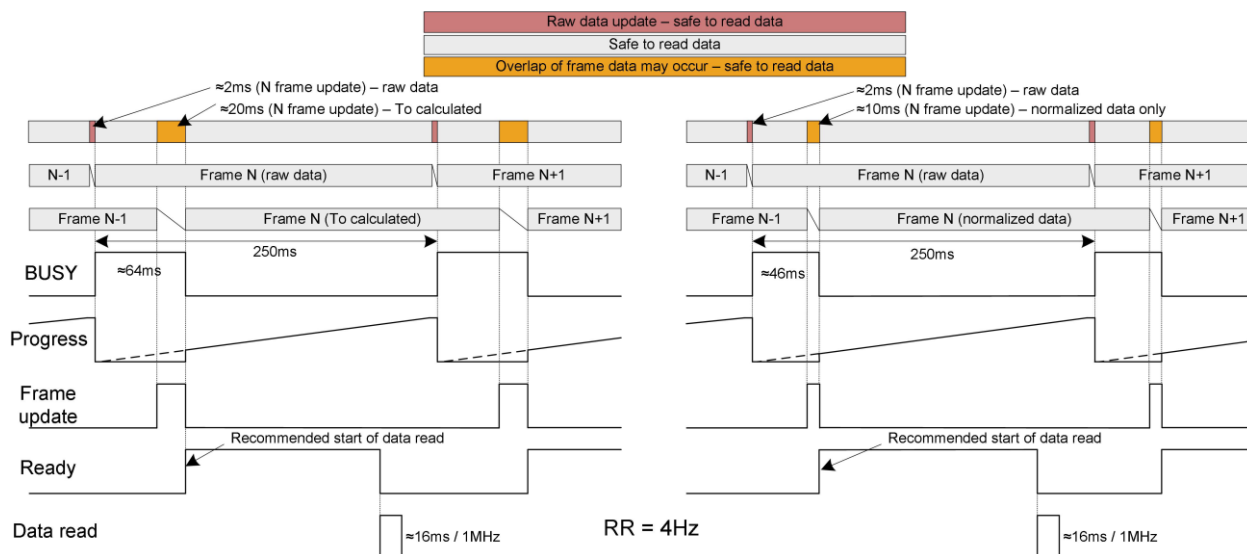 Raw data update – safe to read data
Safe to read data
Overlap of frame data may occur – safe to read data
≈2ms (N frame update) – raw data
≈20ms (N frame update) – To calculated
≈2ms (N frame update) – raw data
≈10ms (N frame update) – normalized data only
N-1
Frame N (raw data)
Frame N+1
N-1
Frame N (raw data)
Frame N+1
Frame N-1
Frame N (To calculated)
Frame N+1
Frame N-1
Frame N (normalized data)
Frame N+1
250ms
250ms
BUSY
≈64ms
≈46ms
Progress
Frame
update
Recommended start of data read
Recommended start of data read
Ready
Data read
≈16ms / 1MHz
RR = 4Hz
≈16ms / 1MHz